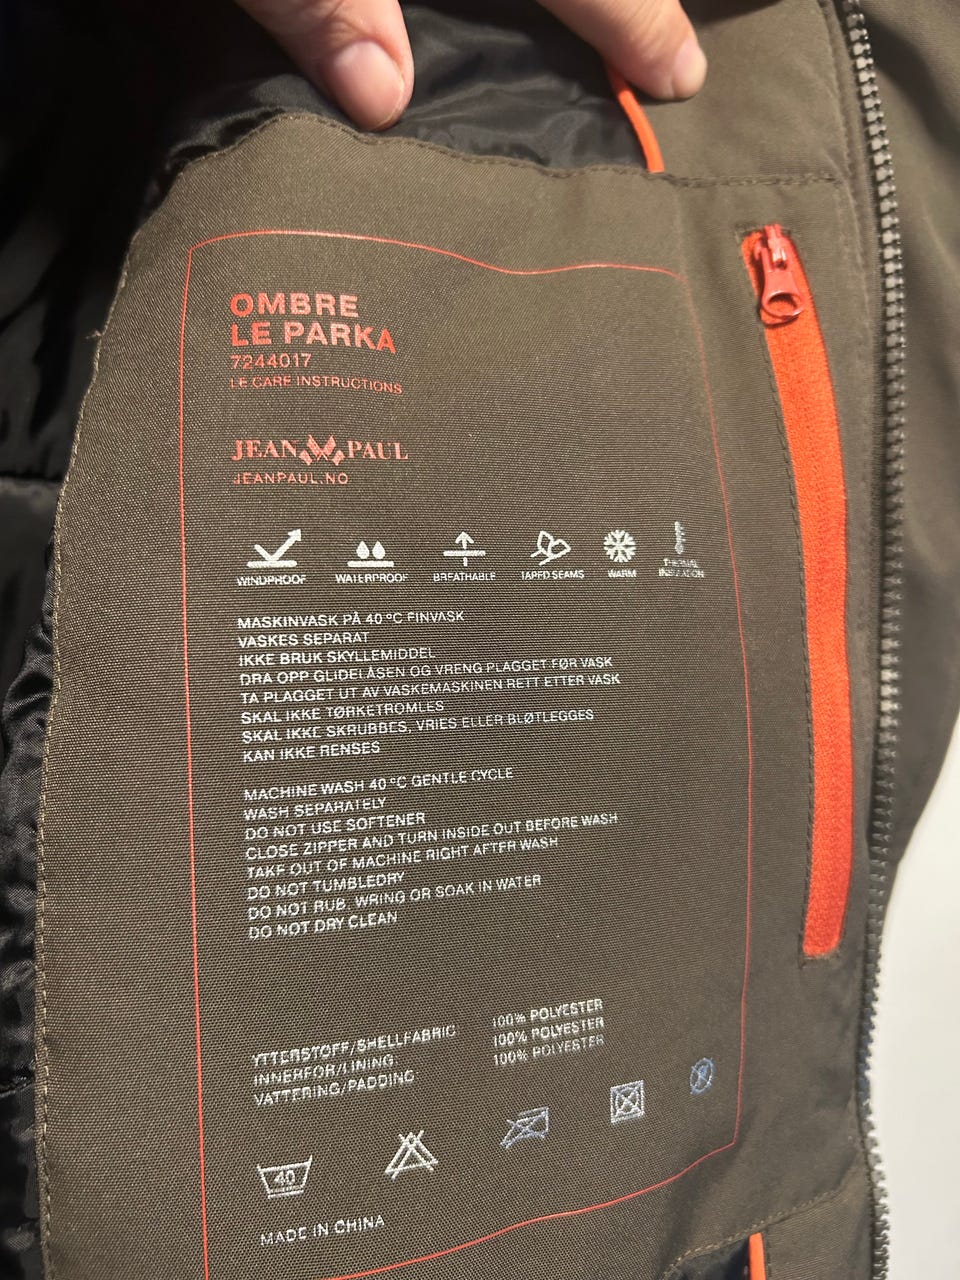 OMBRE
LE PARKA
7244017
LE CARE INSTRUCTIONS
JEAN PAUL
JEANPAUL.NO
WINDPROOF WATERPROOF BREATHABLE TAPED SEAMS WARM THERMAL INSULATION
MASKINVASK PÅ 40 °C FINVASK
VASKES SEPARAT
IKKE BRUK SKYLLEMIDDEL
DRA OPP GLIDELÅSEN OG VRENG PLAGGET FØR VASK
TA PLAGGET UT AV VASKEMASKINEN RETT ETTER VASK
SKAL IKKE TØRKETROMLES
SKAL IKKE SKRUBBES, VRIES ELLER BLØTLEGGES
KAN IKKE RENSES
MACHINE WASH 40 °C GENTLE CYCLE
WASH SEPARATELY
DO NOT USE SOFTENER
CLOSE ZIPPER AND TURN INSIDE OUT BEFORE WASH
TAKE OUT OF MACHINE RIGHT AFTER WASH
DO NOT TUMBLEDRY
DO NOT RUB, WRING OR SOAK IN WATER
DO NOT DRY CLEAN
YTTERSTOFF/SHELLFABRIC 100% POLYESTER
INNERFOR/LINING 100% POLYESTER
VATTERING/PADDING 100% POLYESTER
40
MADE IN CHINA